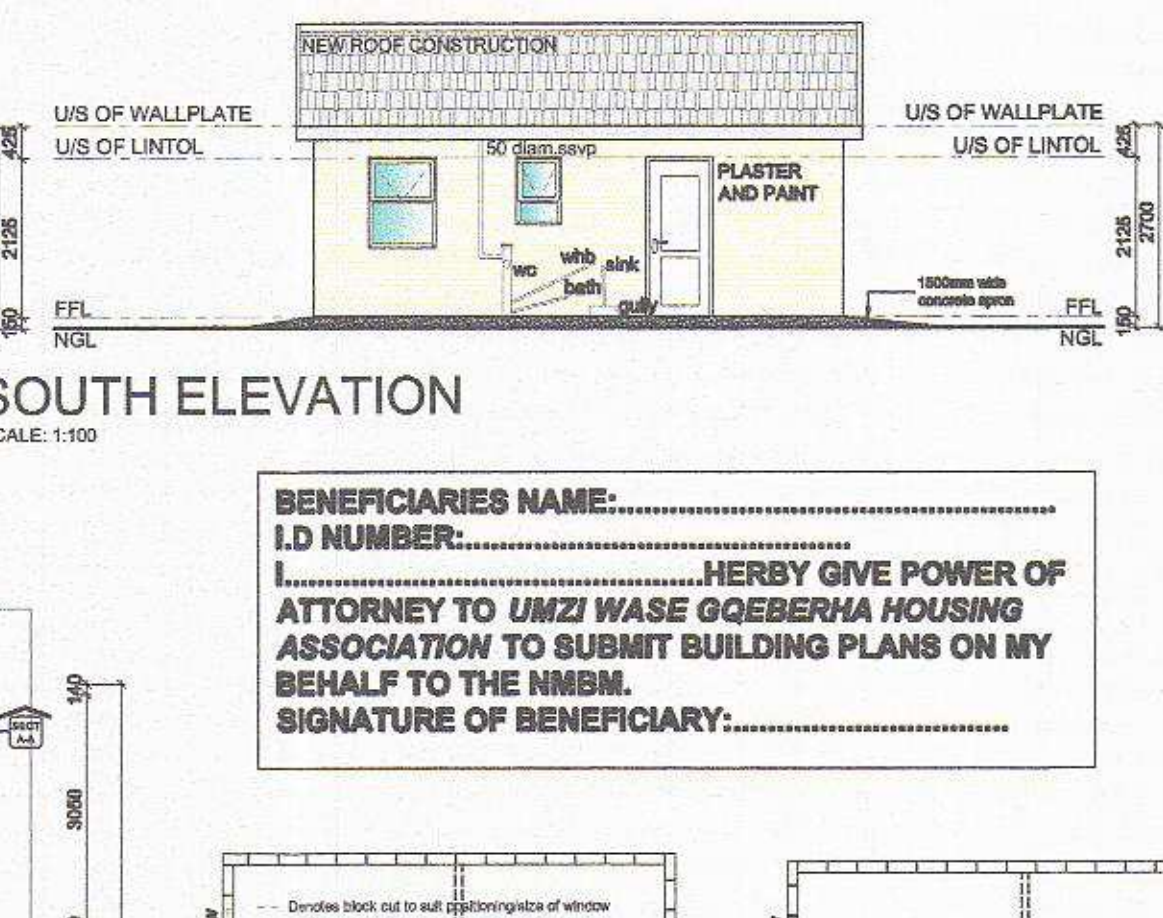 NEW ROOF CONSTRUCTION
U/S OF WALLPLATE
U/S OF WALLPLATE
U/S OF LINTOL
U/S OF LINTOL
425
425
50 diam.ssvp
PLASTER
AND PAINT
2125
2125
2700
wc
whb
sink
bath
gully
1500mm wide
concrete apron
FFL
FFL
150
150
NGL
NGL
SOUTH ELEVATION
SCALE: 1:100
BENEFICIARIES NAME:..................................................
I.D NUMBER:............................................
I................................................HERBY GIVE POWER OF
ATTORNEY TO UMZI WASE GQEBERHA HOUSING
ASSOCIATION TO SUBMIT BUILDING PLANS ON MY
BEHALF TO THE NMBM.
SIGNATURE OF BENEFICIARY:................................
140
SECT
A-A
3050
Denotes block cut to suit positioning/size of window